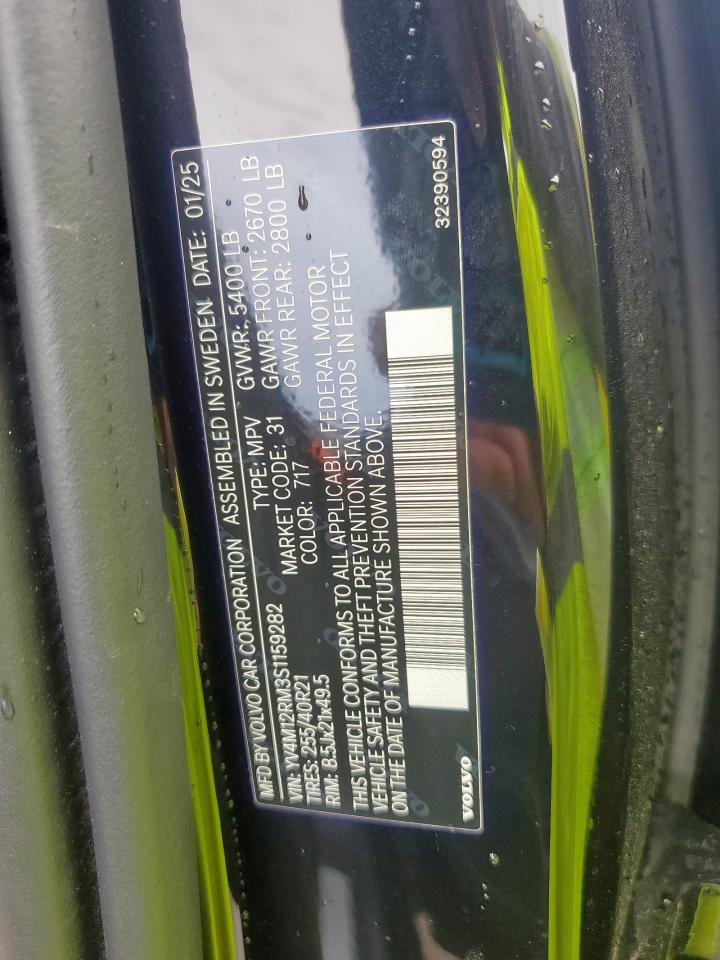 MFD BY VOLVO CAR CORPORATION ASSEMBLED IN SWEDEN DATE: 01/25
VIN: YV4M12RM3S1159282 TYPE: MPV GVWR: 5400 LB
TIRES: 255/40R21 MARKET CODE: 31 GAWR FRONT: 2670 LB
RIM: 8.5Jx21x49.5 COLOR: 717 GAWR REAR: 2800 LB
THIS VEHICLE CONFORMS TO ALL APPLICABLE FEDERAL MOTOR
VEHICLE SAFETY AND THEFT PREVENTION STANDARDS IN EFFECT
ON THE DATE OF MANUFACTURE SHOWN ABOVE.
VOLVO 32390594